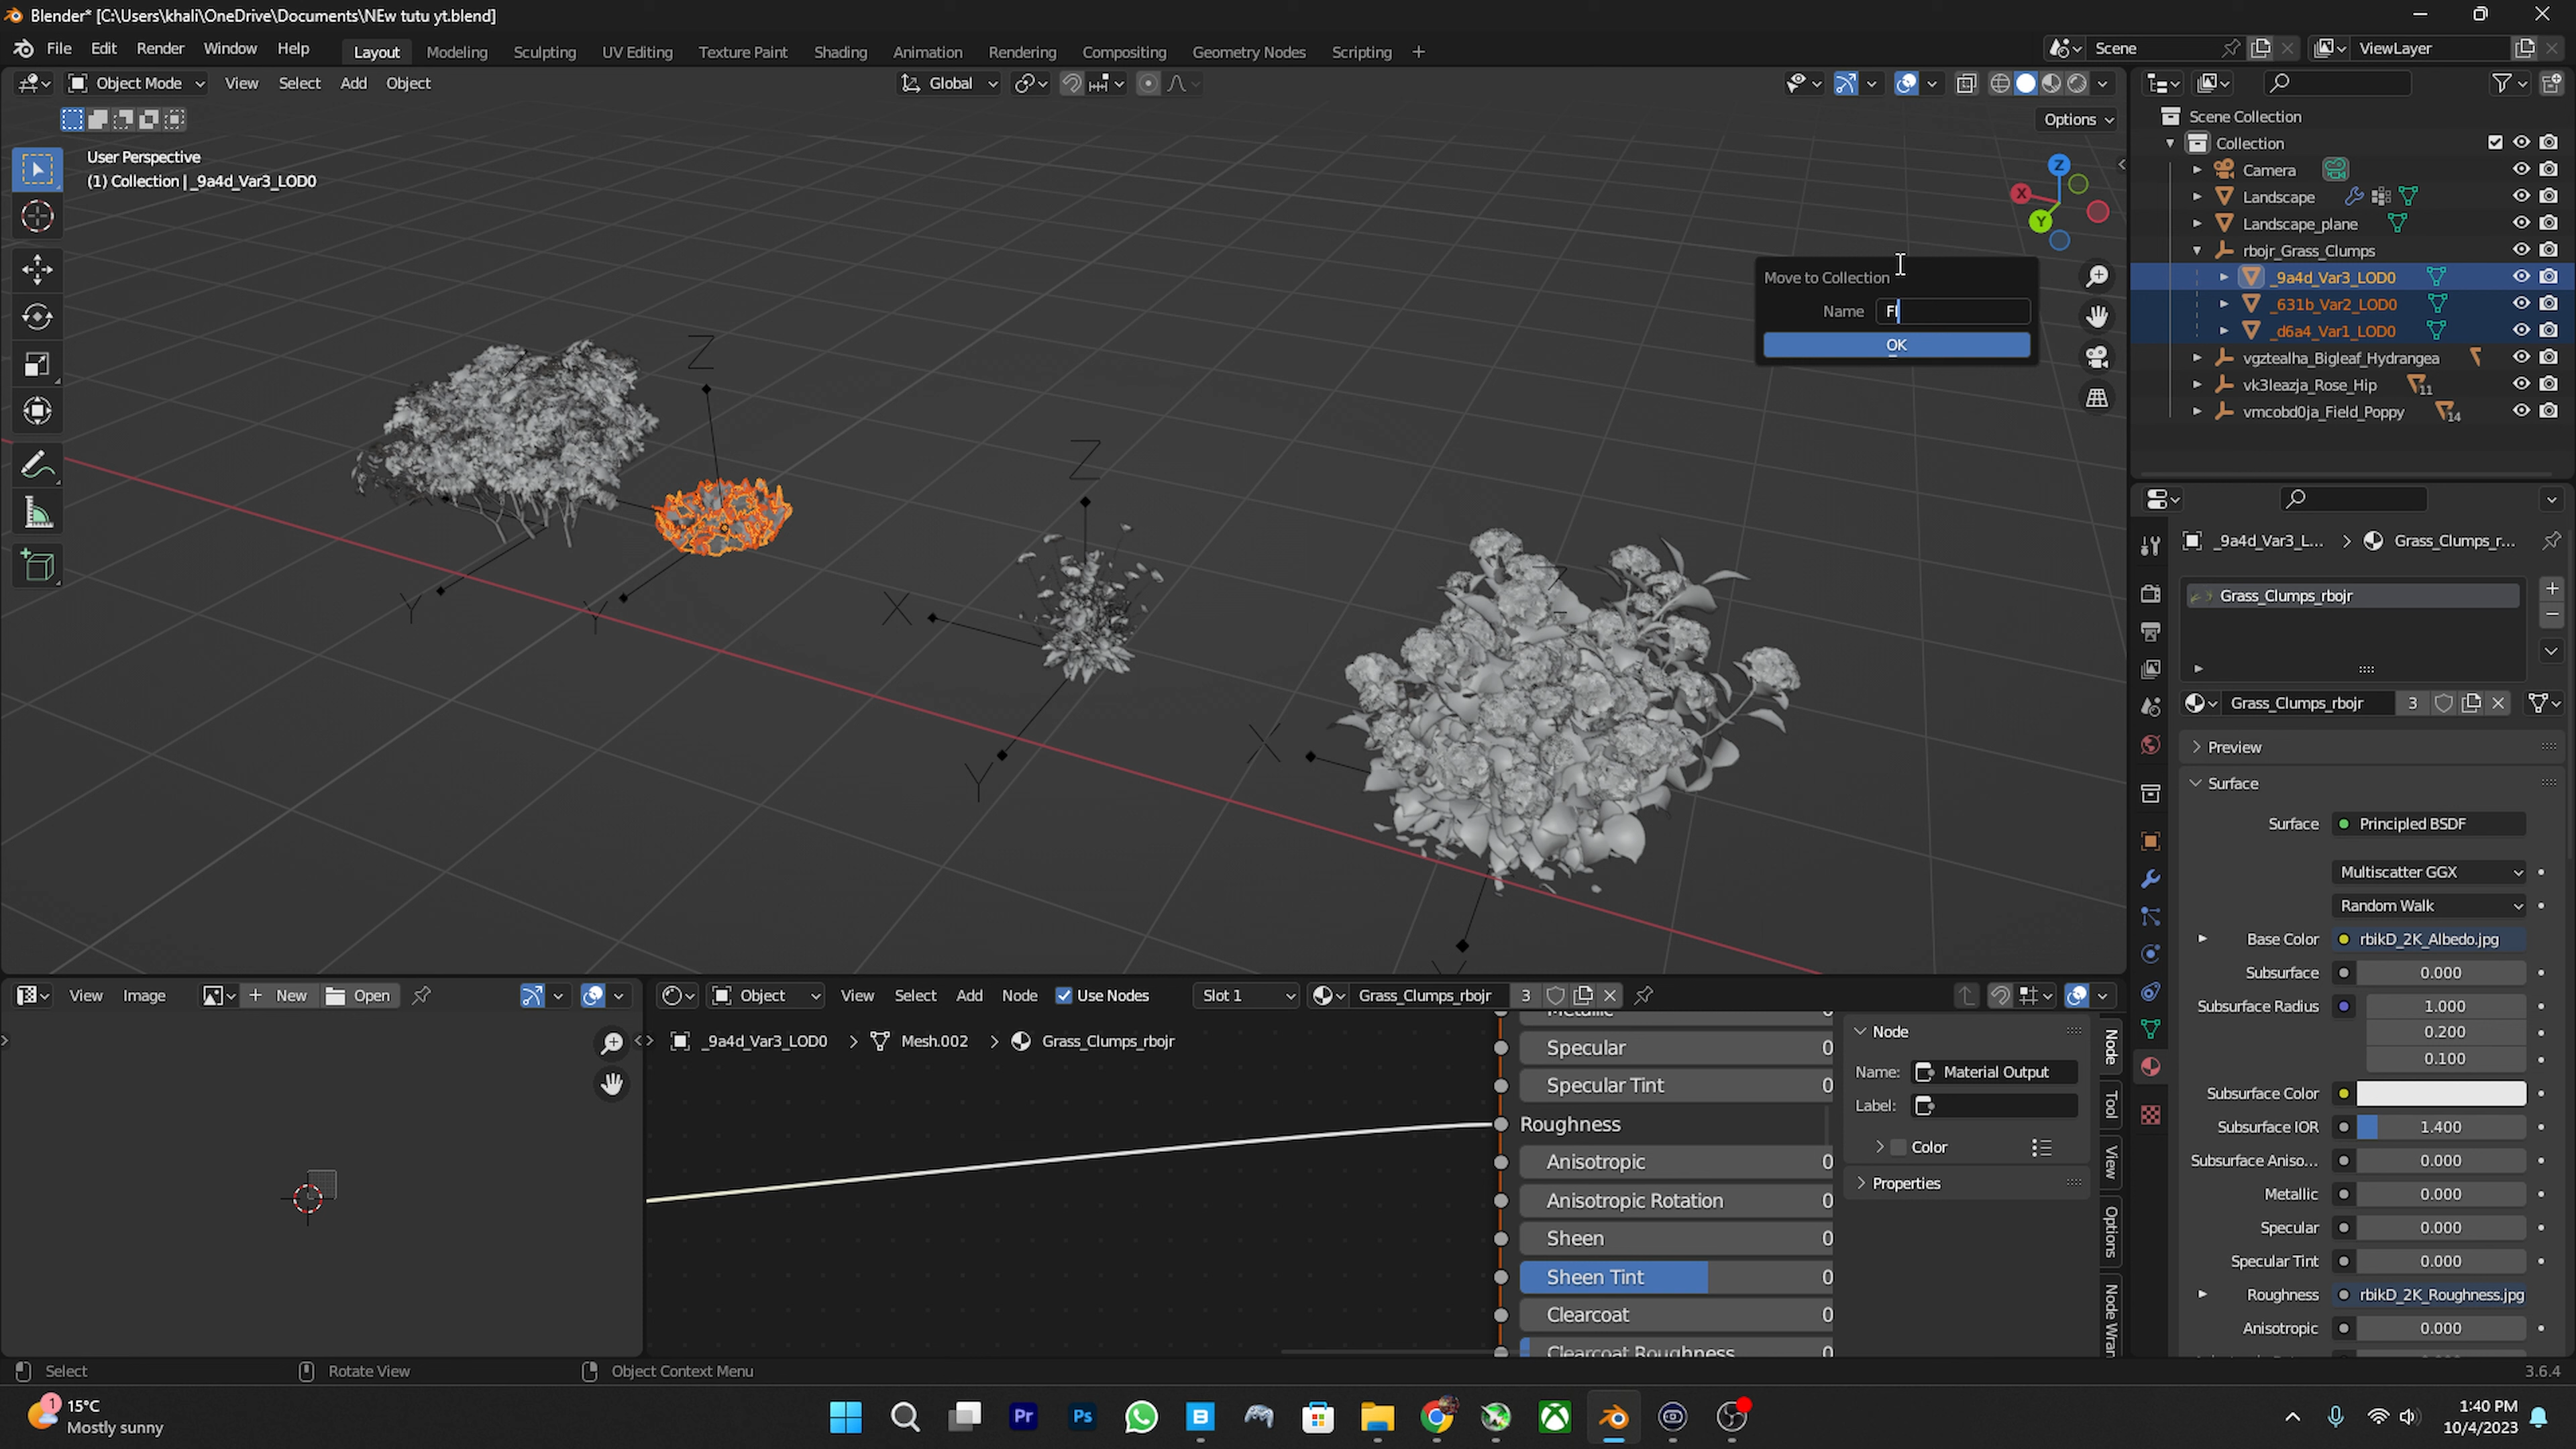 Blender* [C:\Users\khali\OneDrive\Documents\NEw tutu yt.blend]
File Edit Render Window Help Layout Modeling Sculpting UV Editing Texture Paint Shading Animation Rendering Compositing Geometry Nodes Scripting + Scene ViewLayer
Object Mode View Select Add Object Global
Options
User Perspective
(1) Collection | _9a4d_Var3_LOD0
Z
X
Y
Move to Collection
Name Fl
OK
Z
Z
Z
Y
Y
X
Y
X
Scene Collection
Collection
Camera
Landscape
Landscape_plane
rbojr_Grass_Clumps
_9a4d_Var3_LOD0
_631b_Var2_LOD0
_d6a4_Var1_LOD0
vgztealha_Bigleaf_Hydrangea
vk3leazja_Rose_Hip 11
vmcobd0ja_Field_Poppy 14
_9a4d_Var3_L... > Grass_Clumps_r...
Grass_Clumps_rbojr
Grass_Clumps_rbojr 3
Preview
Surface
Surface Principled BSDF
Multiscatter GGX
Random Walk
Base Color rbikD_2K_Albedo.jpg
Subsurface 0.000
Subsurface Radius 1.000
0.200
0.100
Subsurface Color
Subsurface IOR 1.400
Subsurface Aniso... 0.000
Metallic 0.000
Specular 0.000
Specular Tint 0.000
Roughness rbikD_2K_Roughness.jpg
Anisotropic 0.000
View Image + New Open
Object View Select Add Node Use Nodes Slot 1 Grass_Clumps_rbojr 3
_9a4d_Var3_LOD0 > Mesh.002 > Grass_Clumps_rbojr
Metallic 0
Specular 0
Specular Tint 0
Roughness
Anisotropic 0
Anisotropic Rotation 0
Sheen 0
Sheen Tint 0
Clearcoat 0
Clearcoat Roughness 0
Node
Name: Material Output
Label:
Color
Properties
Node
Tool
View
Options
Node Wran
Select Rotate View Object Context Menu 3.6.4
1
15°C
Mostly sunny
Pr
Ps
B
1:40 PM
10/4/2023